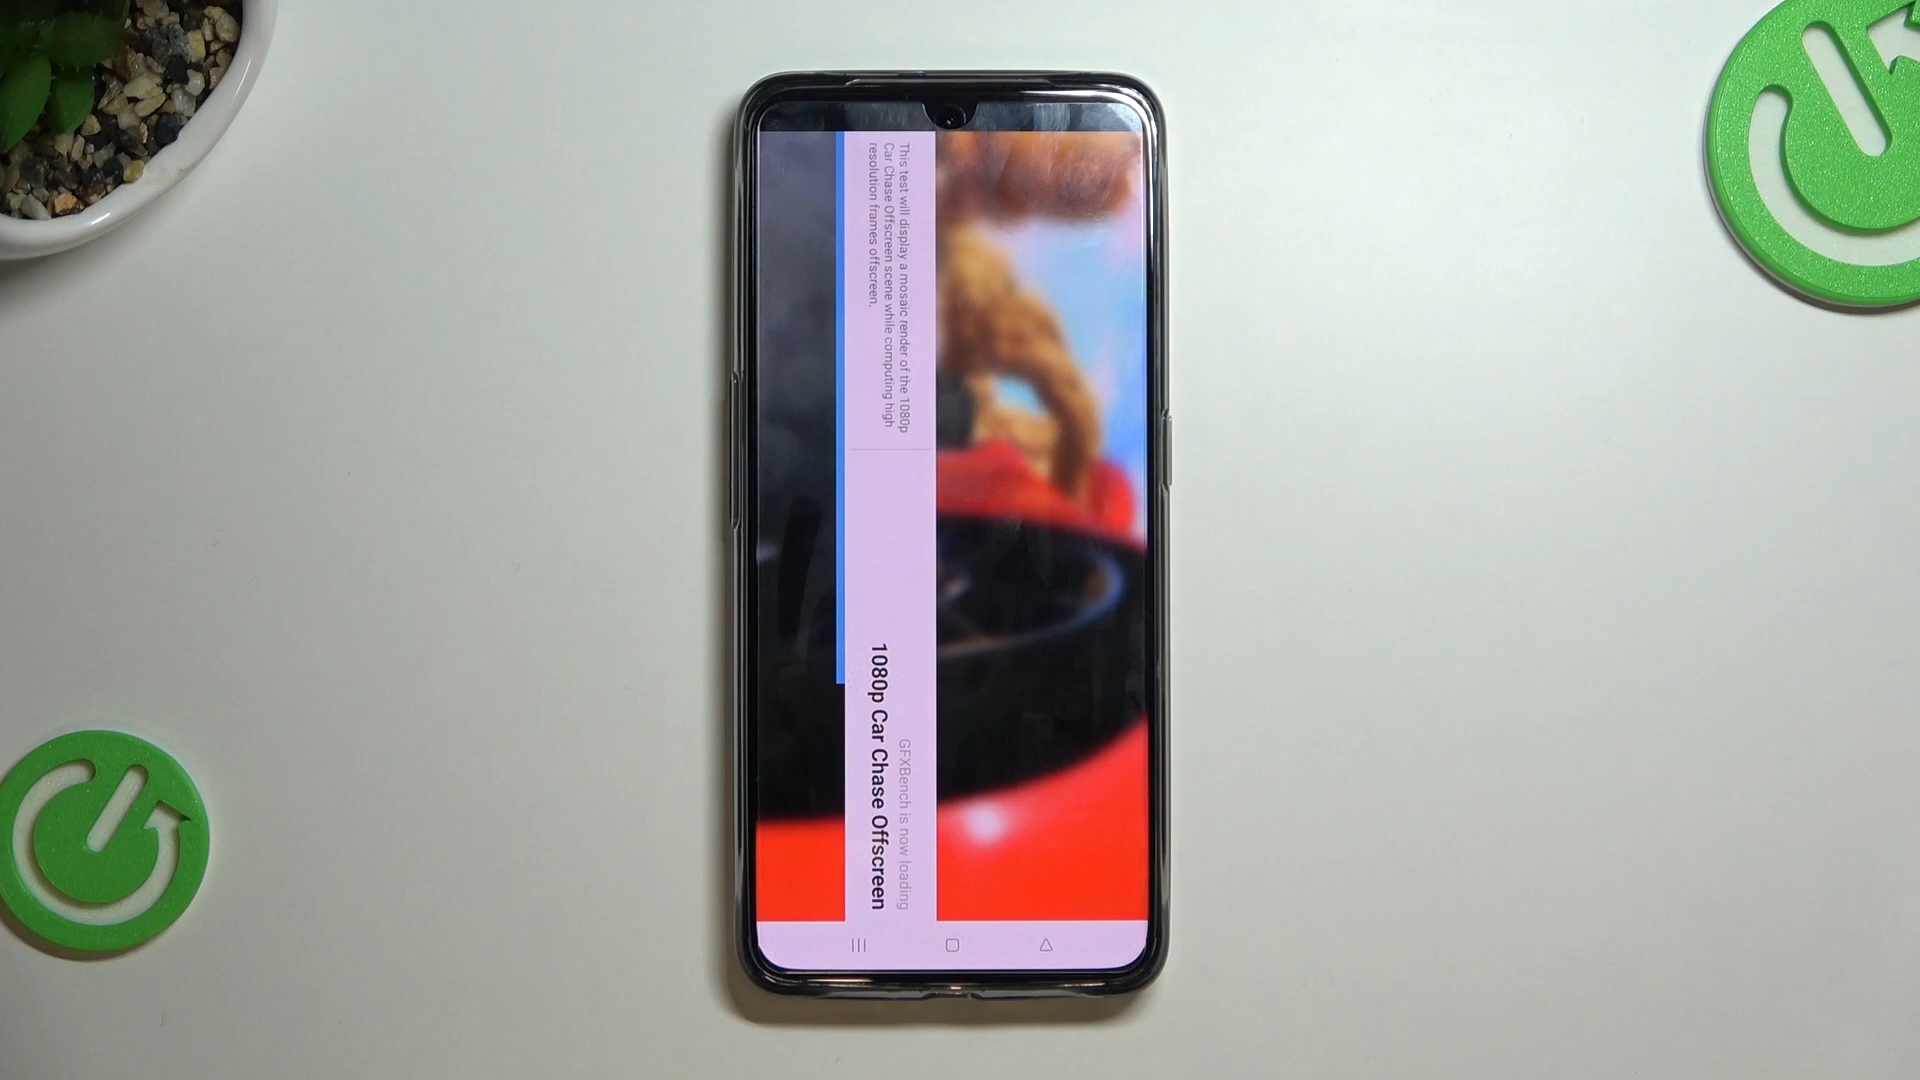 GFXBench is now loading
1080p Car Chase Offscreen
This test will display a mosaic render of the 1080p
Car Chase Offscreen scene while computing high
resolution frames offscreen.